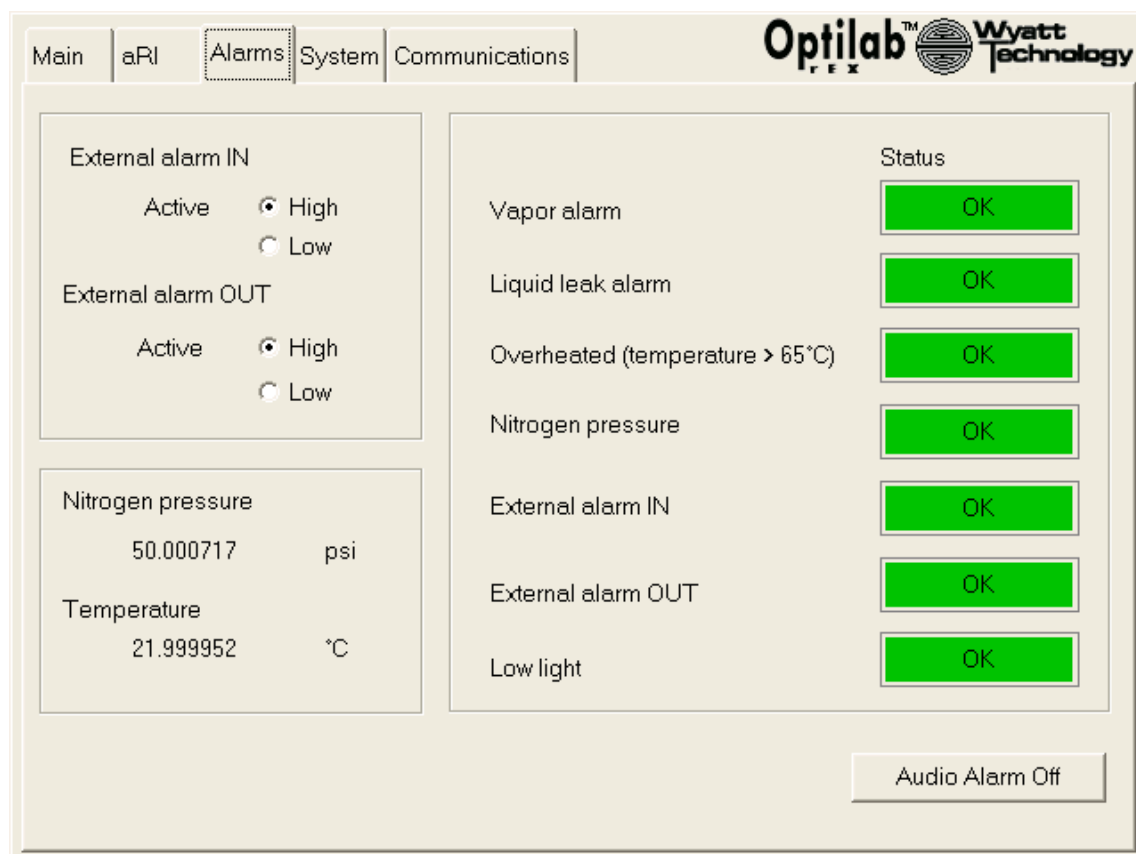 Main aRI Alarms System Communications
Optilab™ Wyatt
rEX Technology
External alarm IN
Active High
Low
External alarm OUT
Active High
Low
Nitrogen pressure
50.000717 psi
Temperature
21.999952 °C
Status
Vapor alarm OK
Liquid leak alarm OK
Overheated (temperature > 65°C) OK
Nitrogen pressure OK
External alarm IN OK
External alarm OUT OK
Low light OK
Audio Alarm Off